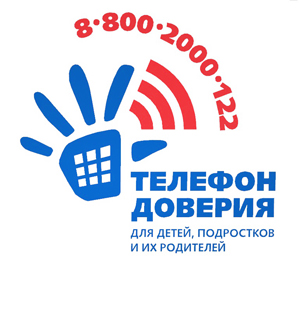 8·800·2000·122
ТЕЛЕФОН
ДОВЕРИЯ
ДЛЯ ДЕТЕЙ, ПОДРОСТКОВ
И ИХ РОДИТЕЛЕЙ